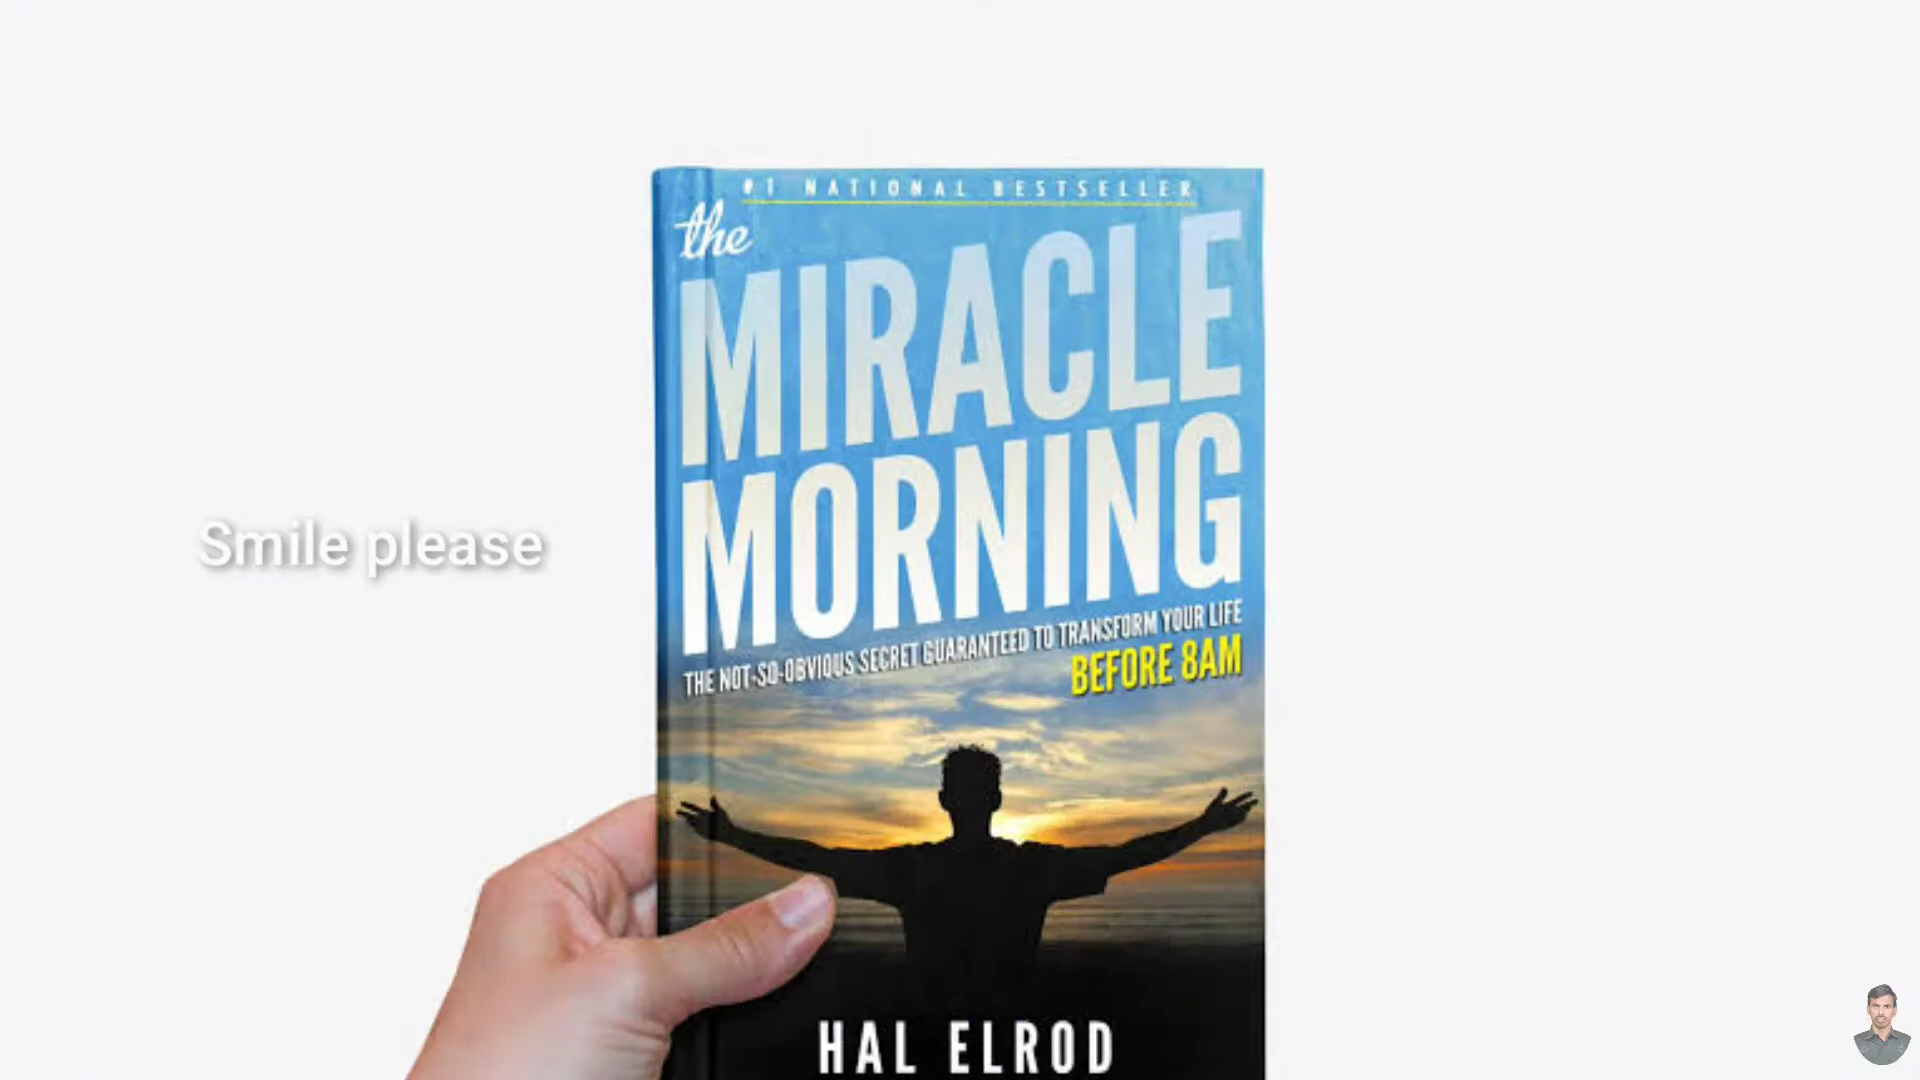 #1 NATIONAL BESTSELLER
the
MIRACLE
MORNING
THE NOT-SO-OBVIOUS SECRET GUARANTEED TO TRANSFORM YOUR LIFE
BEFORE 8AM
Smile please
HAL ELROD